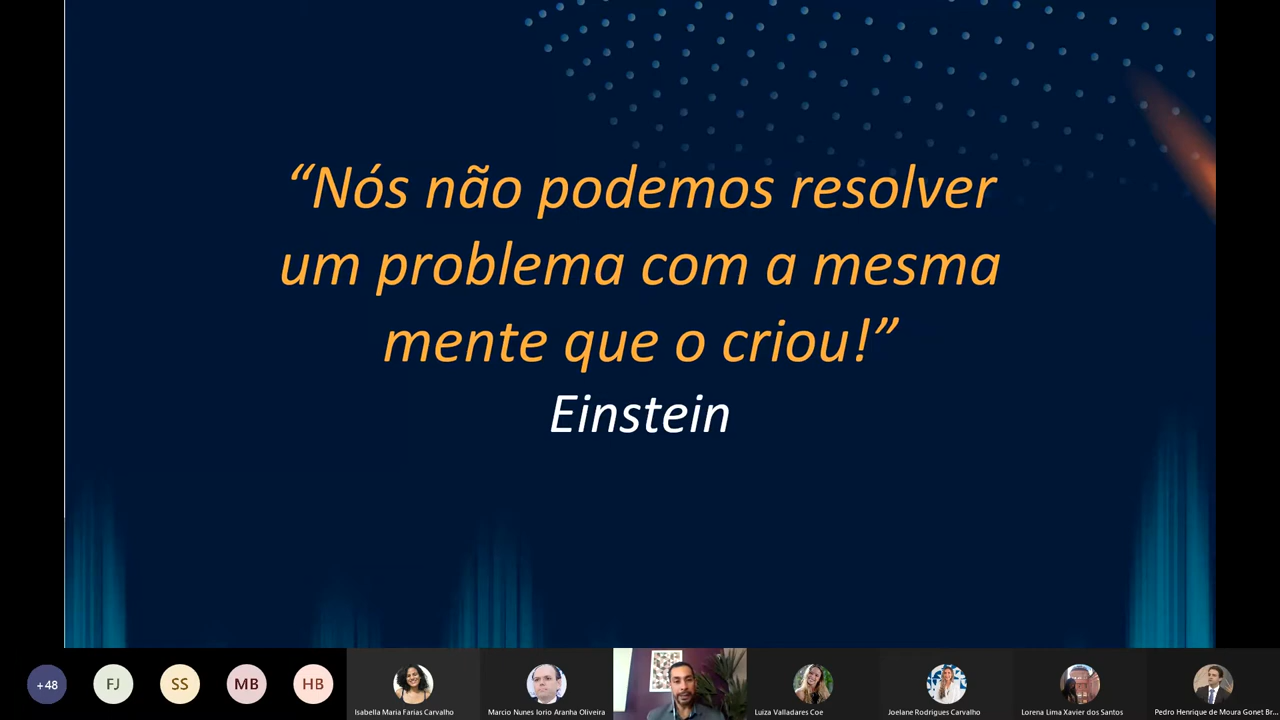 “Nós não podemos resolver
um problema com a mesma
mente que o criou!”
Einstein
+48
FJ
SS
MB
HB
Isabella Maria Farias Carvalho
Marcio Nunes Iorio Aranha Oliveira
Luiza Valladares Coe
Joelane Rodrigues Carvalho
Lorena Lima Xavier dos Santos
Pedro Henrique de Moura Gonet Br...